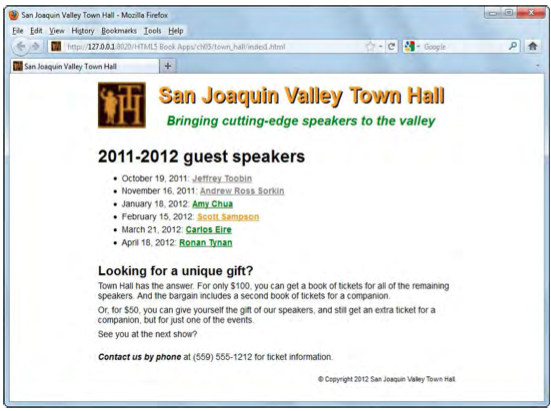 San Joaquin Valley Town Hall - Mozilla Firefox
File Edit View History Bookmarks Tools Help
http://127.0.0.1:8020/HTML5 Book Apps/ch05/town_hall/index1.html
Google
San Joaquin Valley Town Hall
TH
San Joaquin Valley Town Hall
Bringing cutting-edge speakers to the valley
2011-2012 guest speakers
• October 19, 2011: Jeffrey Toobin
• November 16, 2011: Andrew Ross Sorkin
• January 18, 2012: Amy Chua
• February 15, 2012: Scott Sampson
• March 21, 2012: Carlos Eire
• April 18, 2012: Ronan Tynan
Looking for a unique gift?
Town Hall has the answer. For only $100, you can get a book of tickets for all of the remaining
speakers. And the bargain includes a second book of tickets for a companion.
Or, for $50, you can give yourself the gift of our speakers, and still get an extra ticket for a
companion, but for just one of the events.
See you at the next show?
Contact us by phone at (559) 555-1212 for ticket information.
© Copyright 2012 San Joaquin Valley Town Hall.